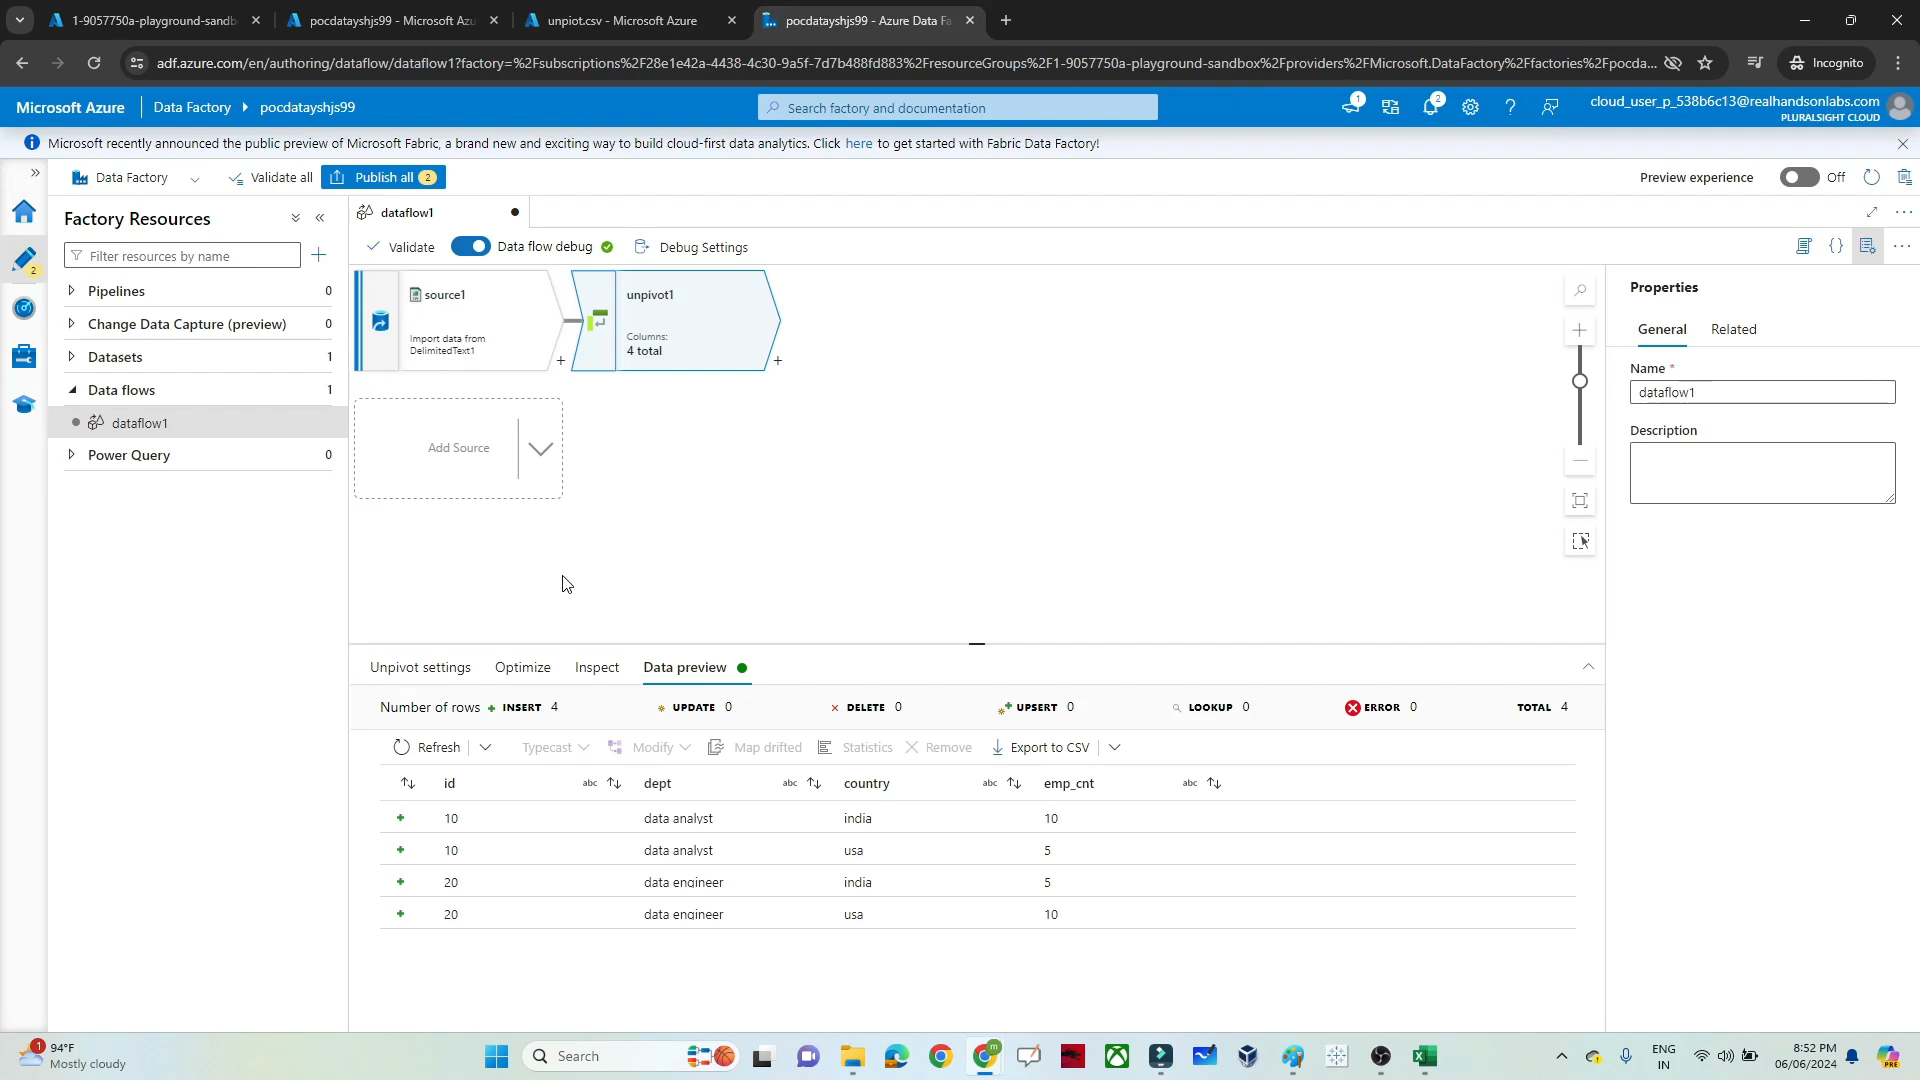 1-9057750a-playground-sandb
pocdatayshjs99 - Microsoft Azu
unpiot.csv - Microsoft Azure
pocdatayshjs99 - Azure Data Fa
adf.azure.com/en/authoring/dataflow/dataflow1?factory=%2Fsubscriptions%2F28e1e42a-4438-4c30-9a5f-7d7b488fd883%2FresourceGroups%2F1-9057750a-playground-sandbox%2Fproviders%2FMicrosoft.DataFactory%2Ffactories%2Fpocda...
Incognito
Microsoft Azure
Data Factory
pocdatayshjs99
Search factory and documentation
1
2
cloud_user_p_538b6c13@realhandsonlabs.com
PLURALSIGHT CLOUD
Microsoft recently announced the public preview of Microsoft Fabric, a brand new and exciting way to build cloud-first data analytics. Click here to get started with Fabric Data Factory!
Data Factory
Validate all
Publish all 2
Preview experience
Off
Factory Resources
Filter resources by name
2
Pipelines 0
Change Data Capture (preview) 0
Datasets 1
Data flows 1
dataflow1
Power Query 0
dataflow1
Validate
Data flow debug
Debug Settings
source1
Import data from
DelimitedText1
+
unpivot1
Columns:
4 total
+
Add Source
Properties
General
Related
Name *
dataflow1
Description
Unpivot settings
Optimize
Inspect
Data preview
Number of rows + INSERT 4
UPDATE 0
DELETE 0
UPSERT 0
LOOKUP 0
ERROR 0
TOTAL 4
Refresh
Typecast
Modify
Map drifted
Statistics
Remove
Export to CSV
id abc dept abc country abc emp_cnt abc
+ 10 data analyst india 10
+ 10 data analyst usa 5
+ 20 data engineer india 5
+ 20 data engineer usa 10
1
94°F
Mostly cloudy
Search
m
ENG
IN
8:52 PM
06/06/2024
PRE